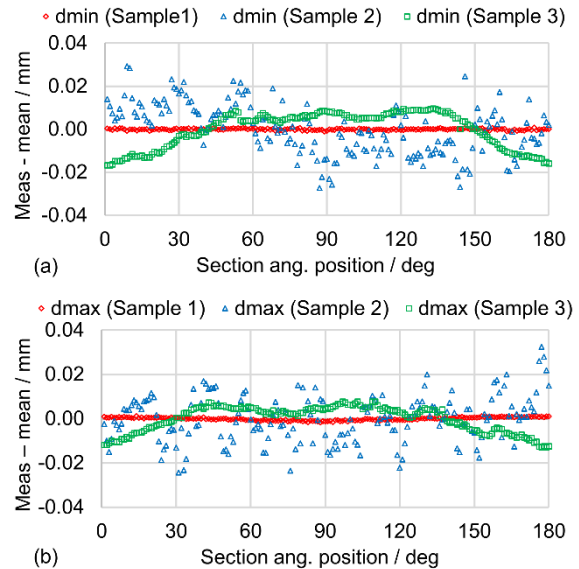 dmin (Sample1) dmin (Sample 2) dmin (Sample 3)
0.04
0.02
0.00
-0.02
-0.04
Meas - mean / mm
0 30 60 90 120 150 180
(a) Section ang. position / deg
dmax (Sample 1) dmax (Sample 2) dmax (Sample 3)
0.04
0.02
0.00
-0.02
-0.04
Meas – mean / mm
0 30 60 90 120 150 180
(b) Section ang. position / deg